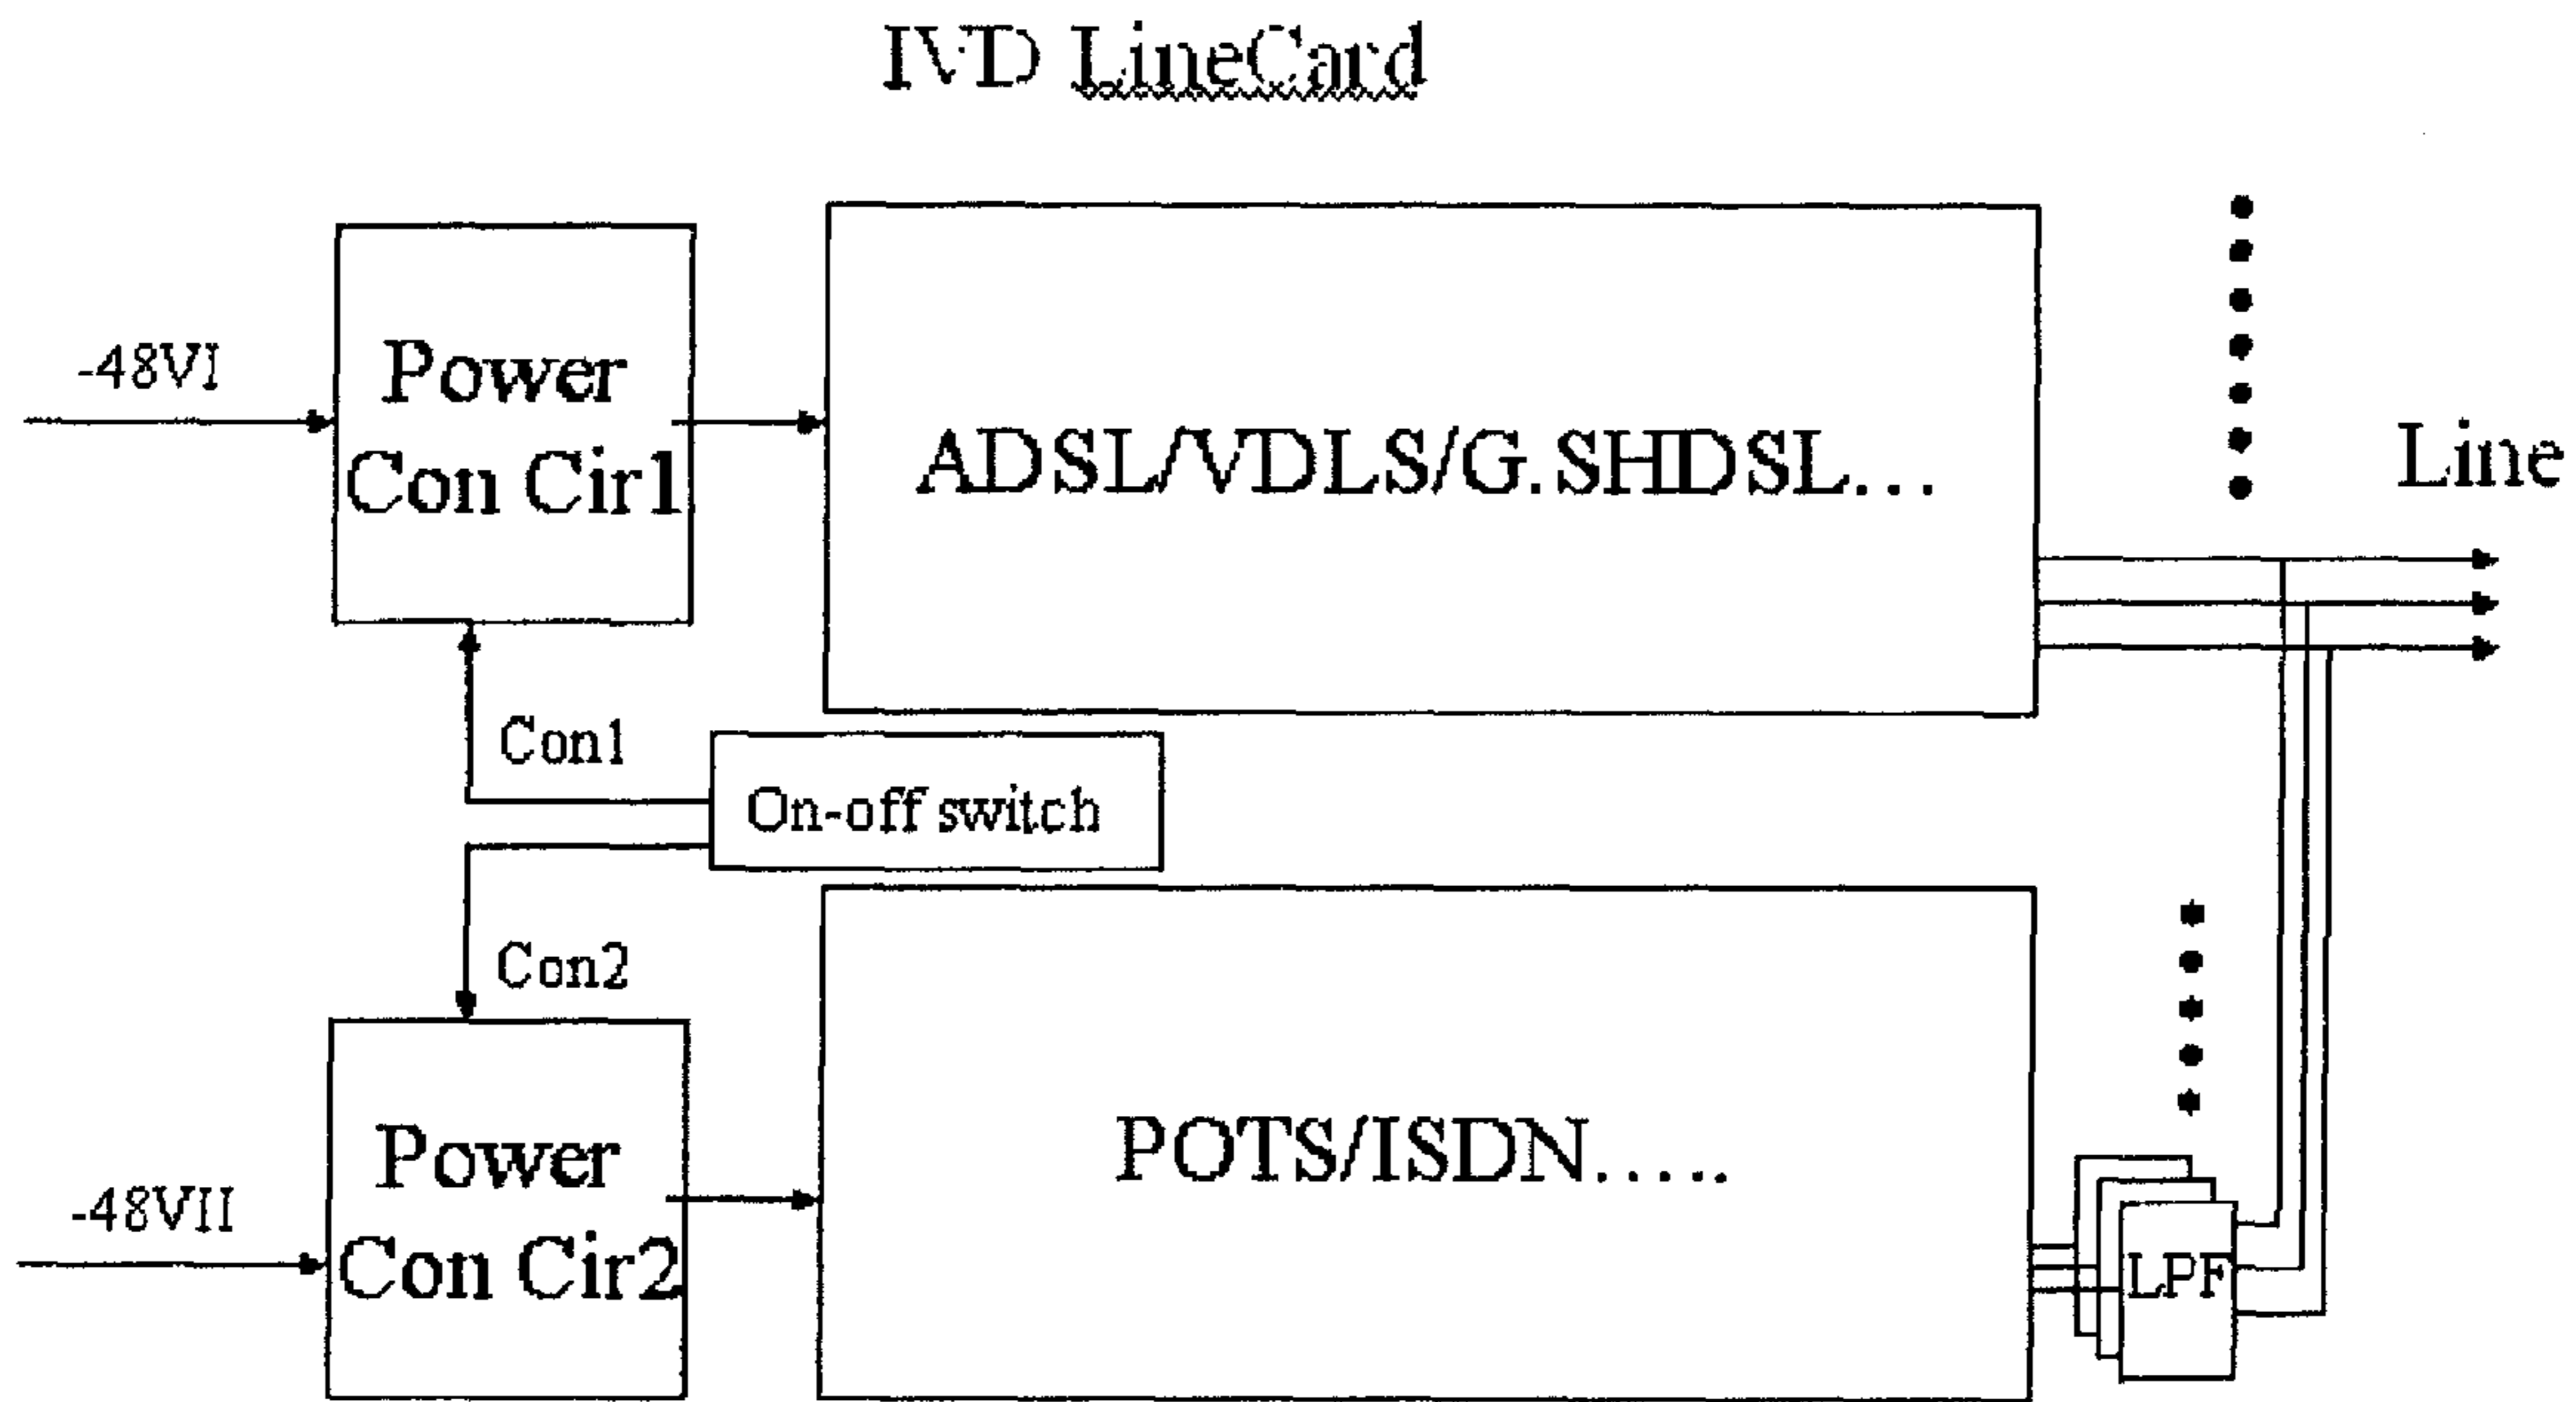 IVD LineCard
-48VI
Power
Con Cir1
ADSL/VDLS/G.SHDSL...
Line
Con1
On-off switch
Con2
-48VII
Power
Con Cir2
POTS/ISDN.....
LPF